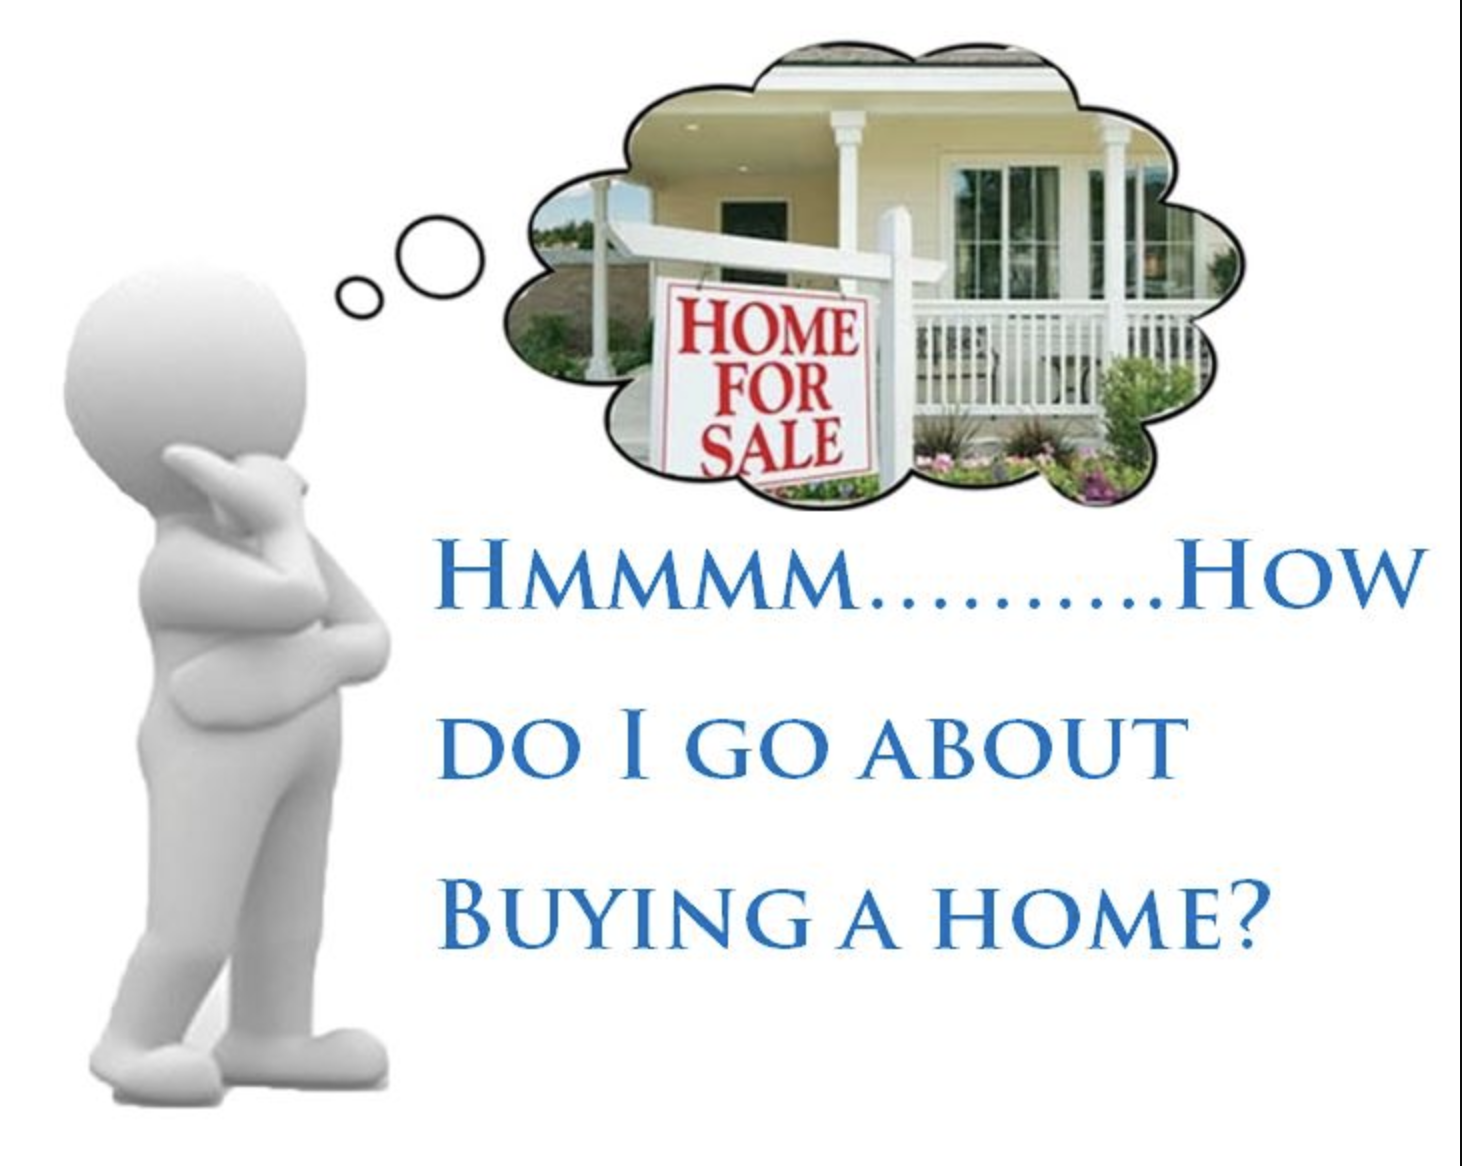 HOME
FOR
SALE
HMMMM..........HOW
DO I GO ABOUT
BUYING A HOME?